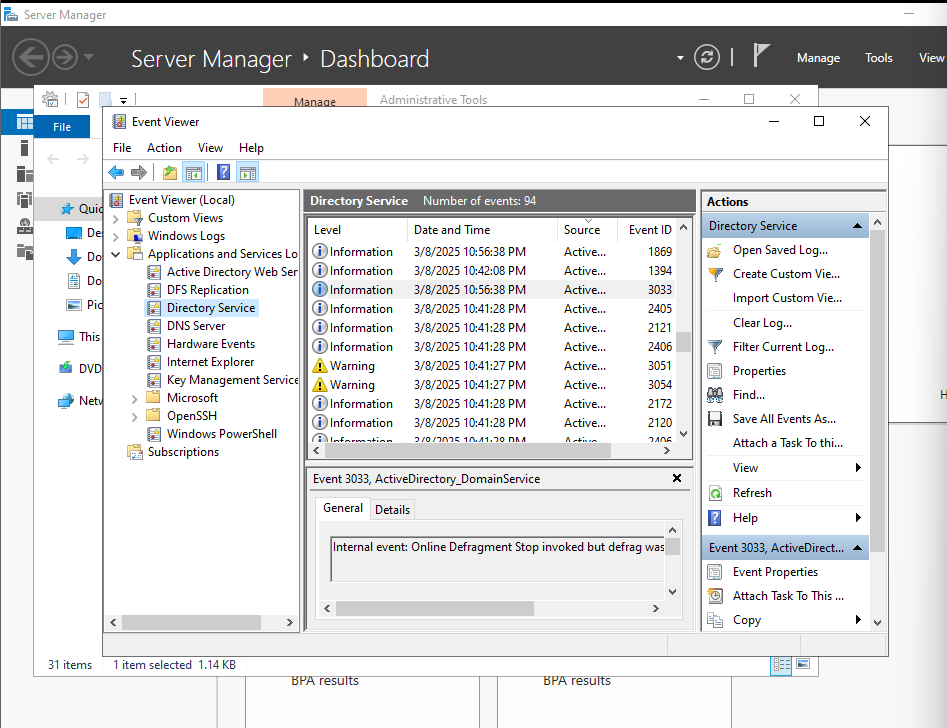 Server Manager
Server Manager ‣ Dashboard
Manage
Tools
View
Manage
Administrative Tools
File
Event Viewer
File Action View Help
Event Viewer (Local)
Custom Views
Windows Logs
Applications and Services Lo
Active Directory Web Ser
DFS Replication
Directory Service
DNS Server
Hardware Events
Internet Explorer
Key Management Service
Microsoft
OpenSSH
Windows PowerShell
Subscriptions
Quic
De
Do
Do
Pic
This
DVD
Netw
Directory Service Number of events: 94
Level Date and Time Source Event ID
Information 3/8/2025 10:56:38 PM Active... 1869
Information 3/8/2025 10:42:08 PM Active... 1394
Information 3/8/2025 10:56:38 PM Active... 3033
Information 3/8/2025 10:41:28 PM Active... 2405
Information 3/8/2025 10:41:28 PM Active... 2121
Information 3/8/2025 10:41:28 PM Active... 2406
Warning 3/8/2025 10:41:27 PM Active... 3051
Warning 3/8/2025 10:41:27 PM Active... 3054
Information 3/8/2025 10:41:28 PM Active... 2172
Information 3/8/2025 10:41:28 PM Active... 2120
Information 3/8/2025 10:41:28 PM Active... 2406
Event 3033, ActiveDirectory_DomainService
General Details
Internal event: Online Defragment Stop invoked but defrag was
Actions
Directory Service
Open Saved Log...
Create Custom Vie...
Import Custom Vie...
Clear Log...
Filter Current Log...
Properties
Find...
Save All Events As...
Attach a Task To thi...
View
Refresh
Help
Event 3033, ActiveDirect...
Event Properties
Attach Task To This ...
Copy
H
31 items 1 item selected 1.14 KB
BPA results
BPA results